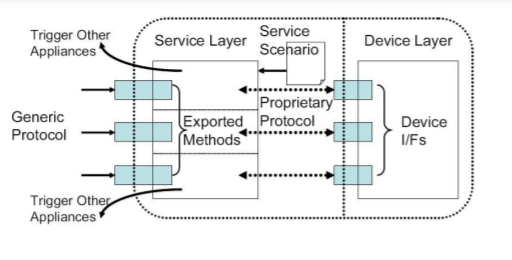 Trigger Other
Appliances
Service Layer
Service
Scenario
Device Layer
Generic
Protocol
Exported
Methods
Proprietary
Protocol
Device
I/Fs
Trigger Other
Appliances